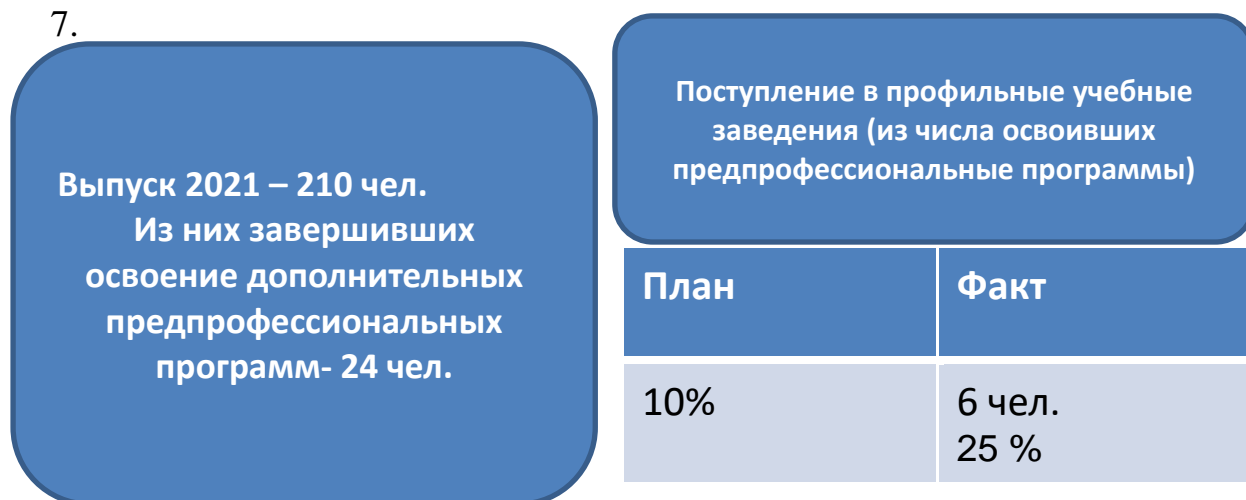 7.
Выпуск 2021 – 210 чел.
Из них завершивших
освоение дополнительных
предпрофессиональных
программ- 24 чел.
Поступление в профильные учебные
заведения (из числа освоивших
предпрофессиональные программы)
План
Факт
10%
6 чел.
25 %